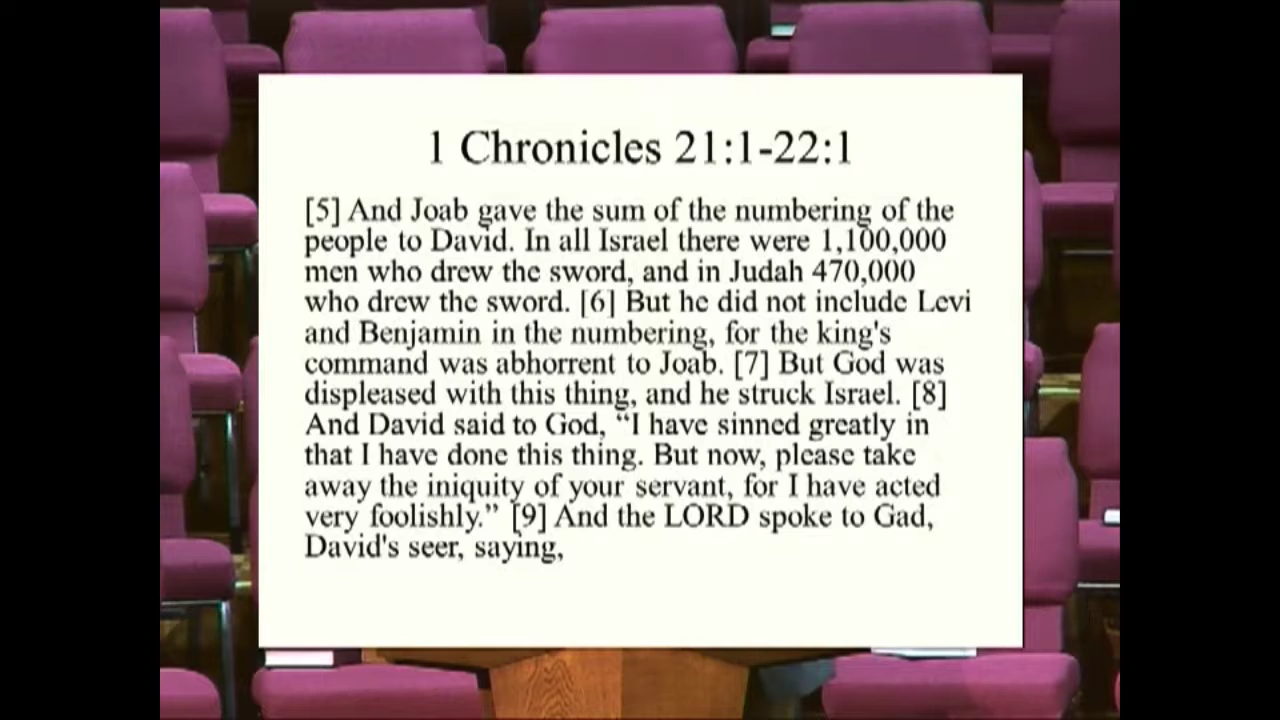 1 Chronicles 21:1-22:1
[5] And Joab gave the sum of the numbering of the
people to David. In all Israel there were 1,100,000
men who drew the sword, and in Judah 470,000
who drew the sword. [6] But he did not include Levi
and Benjamin in the numbering, for the king's
command was abhorrent to Joab. [7] But God was
displeased with this thing, and he struck Israel. [8]
And David said to God, “I have sinned greatly in
that I have done this thing. But now, please take
away the iniquity of your servant, for I have acted
very foolishly.” [9] And the LORD spoke to Gad,
David's seer, saying,